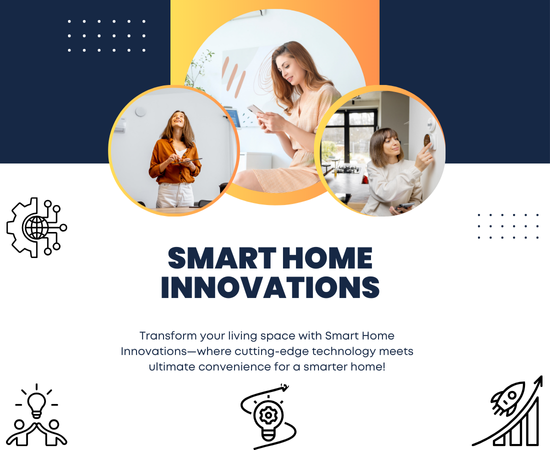 SMART HOME
INNOVATIONS
Transform your living space with Smart Home
Innovations—where cutting-edge technology meets
ultimate convenience for a smarter home!